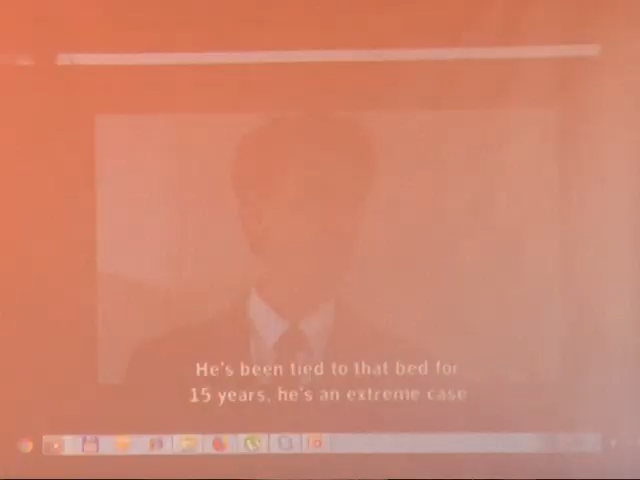 He's been tied to that bed for
15 years, he's an extreme case